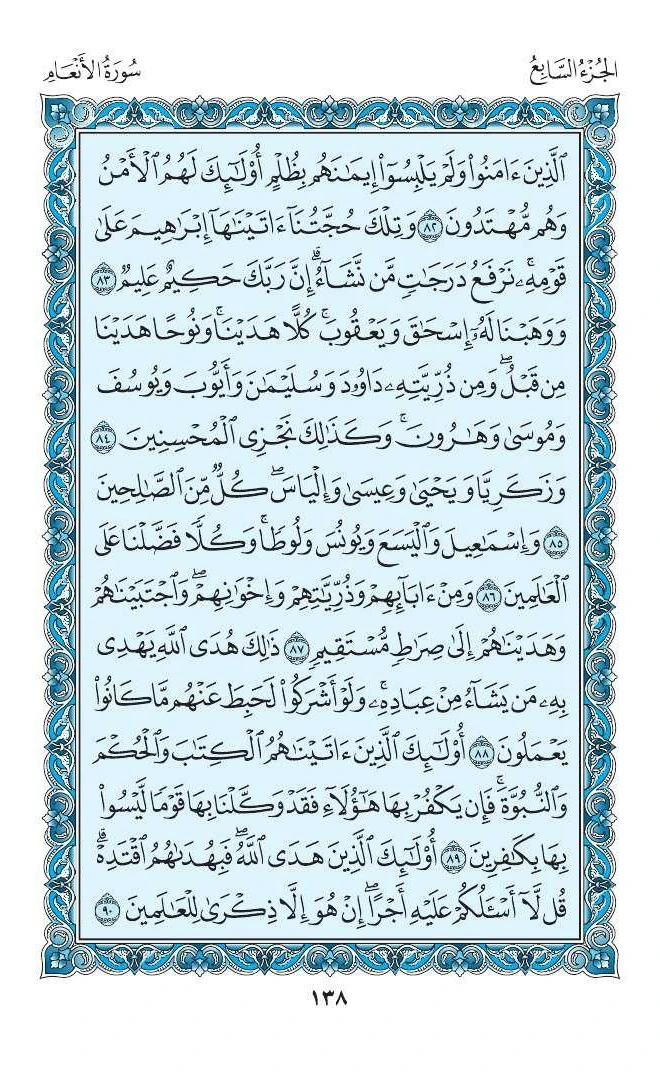 الجُزْءُ السَّابِعُ
سُورَةُ الأَنْعَامِ
ٱلَّذِينَ ءَامَنُوا۟ وَلَمْ يَلْبِسُوٓا۟ إِيمَٰنَهُم بِظُلْمٍ أُو۟لَٰٓئِكَ لَهُمُ ٱلْأَمْنُ
وَهُم مُّهْتَدُونَ ٨٢ وَتِلْكَ حُجَّتُنَآ ءَاتَيْنَٰهَآ إِبْرَٰهِيمَ عَلَىٰ
قَوْمِهِۦۚ نَرْفَعُ دَرَجَٰتٍ مَّن نَّشَآءُۗ إِنَّ رَبَّكَ حَكِيمٌ عَلِيمٌ ٨٣
وَوَهَبْنَا لَهُۥٓ إِسْحَٰقَ وَيَعْقُوبَۚ كُلًّا هَدَيْنَاۚ وَنُوحًا هَدَيْنَا
مِن قَبْلُۖ وَمِن ذُرِّيَّتِهِۦ دَاوُۥدَ وَسُلَيْمَٰنَ وَأَيُّوبَ وَيُوسُفَ
وَمُوسَىٰ وَهَٰرُونَۚ وَكَذَٰلِكَ نَجْزِى ٱلْمُحْسِنِينَ ٨٤
وَزَكَرِيَّا وَيَحْيَىٰ وَعِيسَىٰ وَإِلْيَاسَۖ كُلٌّ مِّنَ ٱلصَّٰلِحِينَ
٨٥ وَإِسْمَٰعِيلَ وَٱلْيَسَعَ وَيُونُسَ وَلُوطًاۚ وَكُلًّا فَضَّلْنَا عَلَى
ٱلْعَٰلَمِينَ ٨٦ وَمِنْ ءَابَآئِهِمْ وَذُرِّيَّٰتِهِمْ وَإِخْوَٰنِهِمْۖ وَٱجْتَبَيْنَٰهُمْ
وَهَدَيْنَٰهُمْ إِلَىٰ صِرَٰطٍ مُّسْتَقِيمٍ ٨٧ ذَٰلِكَ هُدَى ٱللَّهِ يَهْدِى
بِهِۦ مَن يَشَآءُ مِنْ عِبَادِهِۦۚ وَلَوْ أَشْرَكُوا۟ لَحَبِطَ عَنْهُم مَّا كَانُوا۟
يَعْمَلُونَ ٨٨ أُو۟لَٰٓئِكَ ٱلَّذِينَ ءَاتَيْنَٰهُمُ ٱلْكِتَٰبَ وَٱلْحُكْمَ
وَٱلنُّبُوَّةَۚ فَإِن يَكْفُرْ بِهَا هَٰٓؤُلَآءِ فَقَدْ وَكَّلْنَا بِهَا قَوْمًا لَّيْسُوا۟
بِهَا بِكَٰفِرِينَ ٨٩ أُو۟لَٰٓئِكَ ٱلَّذِينَ هَدَى ٱللَّهُۖ فَبِهُدَىٰهُمُ ٱقْتَدِهْۗ
قُل لَّآ أَسْـَٔلُكُمْ عَلَيْهِ أَجْرًاۖ إِنْ هُوَ إِلَّا ذِكْرَىٰ لِلْعَٰلَمِينَ ٩٠
١٣٨